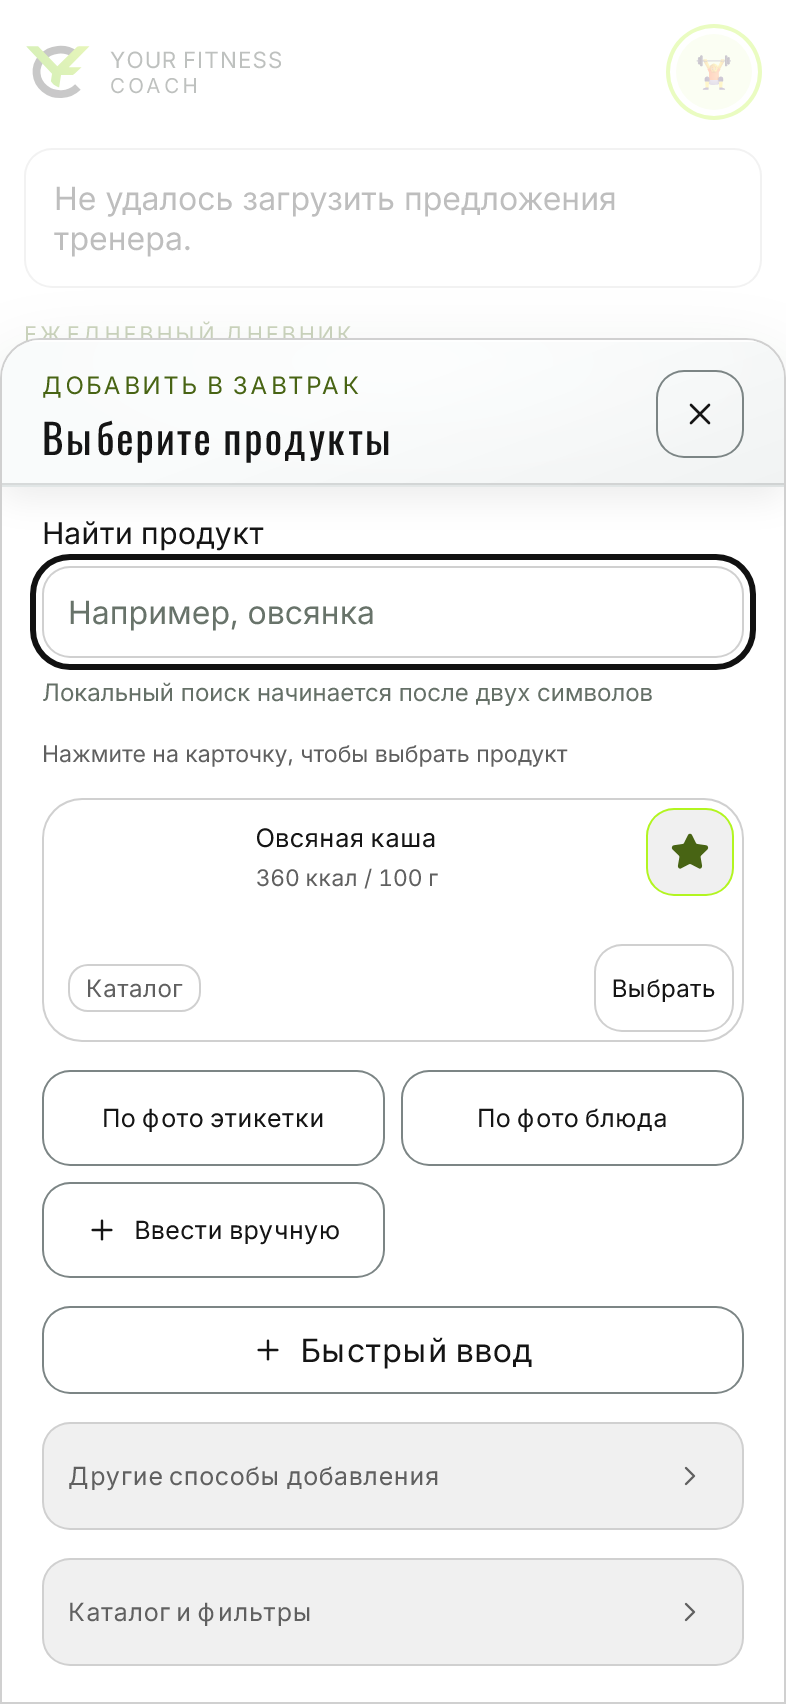 YOUR FITNESS
COACH
Не удалось загрузить предложения
тренера.
ЕЖЕДНЕВНЫЙ ДНЕВНИК
ДОБАВИТЬ В ЗАВТРАК
Выберите продукты
Найти продукт
Например, овсянка
Локальный поиск начинается после двух символов
Нажмите на карточку, чтобы выбрать продукт
Овсяная каша
360 ккал / 100 г
Каталог
Выбрать
По фото этикетки
По фото блюда
+ Ввести вручную
+ Быстрый ввод
Другие способы добавления
Каталог и фильтры